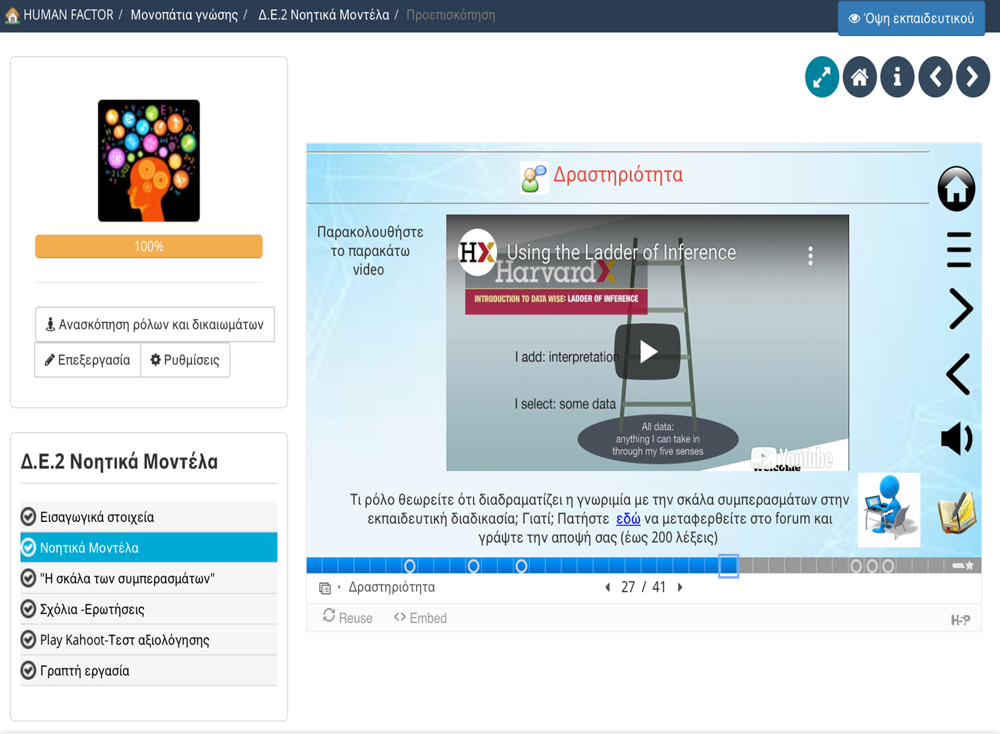 HUMAN FACTOR / Μονοπάτια γνώσης / Δ.Ε.2 Νοητικά Μοντέλα / Προεπισκόπηση
Όψη εκπαιδευτικού
100%
Ανασκόπηση ρόλων και δικαιωμάτων
Επεξεργασία
Ρυθμίσεις
Δ.Ε.2 Νοητικά Μοντέλα
Εισαγωγικά στοιχεία
Νοητικά Μοντέλα
"Η σκάλα των συμπερασμάτων"
Σχόλια -Ερωτήσεις
Play Kahoot-Τεστ αξιολόγησης
Γραπτή εργασία
Δραστηριότητα
Παρακολουθήστε
το παρακάτω
video
HX Using the Ladder of Inference
HarvardX
INTRODUCTION TO DATA WISE: LADDER OF INFERENCE
I add: interpretation
I select: some data
All data:
anything I can take in
through my five senses
YouTube
Welcome
Τι ρόλο θεωρείτε ότι διαδραματίζει η γνωριμία με την σκάλα συμπερασμάτων στην
εκπαιδευτική διαδικασία; Γιατί; Πατήστε εδώ να μεταφερθείτε στο forum και
γράψτε την αποψή σας (έως 200 λέξεις)
Δραστηριότητα
27 / 41
Reuse
Embed
H5P